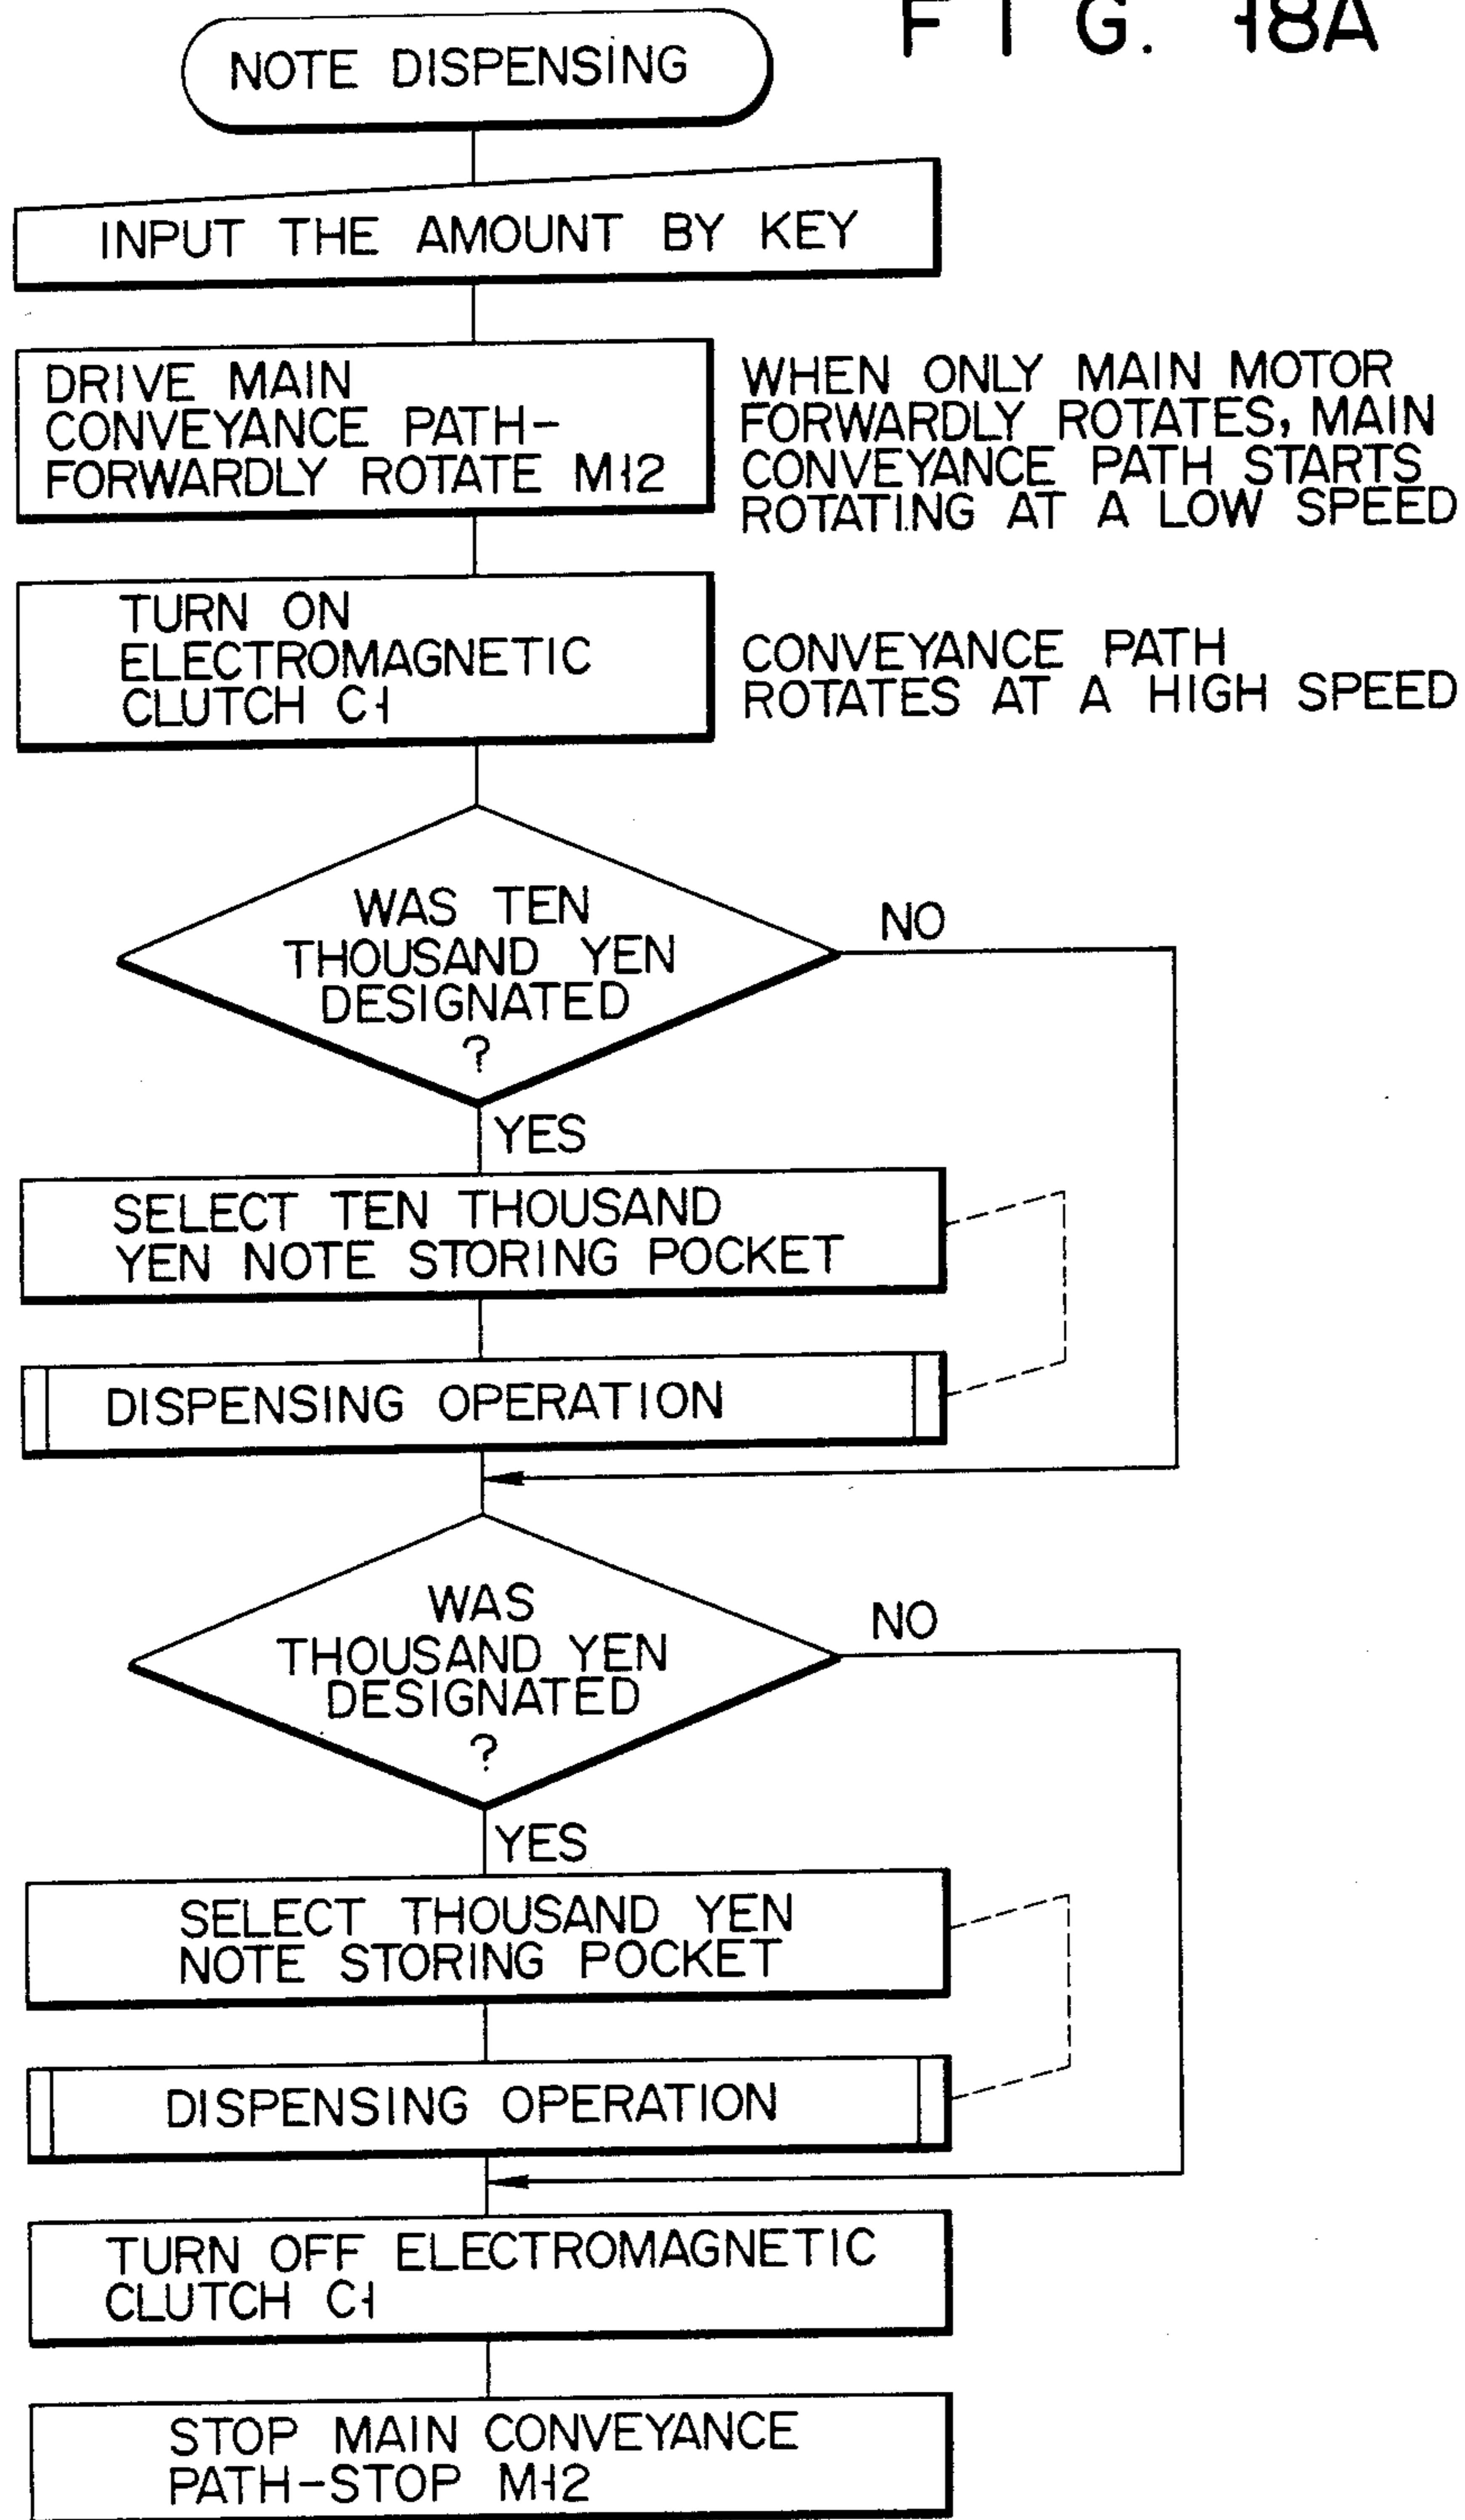 FIG. 18A
NOTE DISPENSING
INPUT THE AMOUNT BY KEY
DRIVE MAIN
CONVEYANCE PATH-
FORWARDLY ROTATE M12
WHEN ONLY MAIN MOTOR
FORWARDLY ROTATES, MAIN
CONVEYANCE PATH STARTS
ROTATING AT A LOW SPEED
TURN ON
ELECTROMAGNETIC
CLUTCH C1
CONVEYANCE PATH
ROTATES AT A HIGH SPEED
WAS TEN
THOUSAND YEN
DESIGNATED
?
NO
YES
SELECT TEN THOUSAND
YEN NOTE STORING POCKET
DISPENSING OPERATION
WAS
THOUSAND YEN
DESIGNATED
?
NO
YES
SELECT THOUSAND YEN
NOTE STORING POCKET
DISPENSING OPERATION
TURN OFF ELECTROMAGNETIC
CLUTCH C1
STOP MAIN CONVEYANCE
PATH-STOP M12